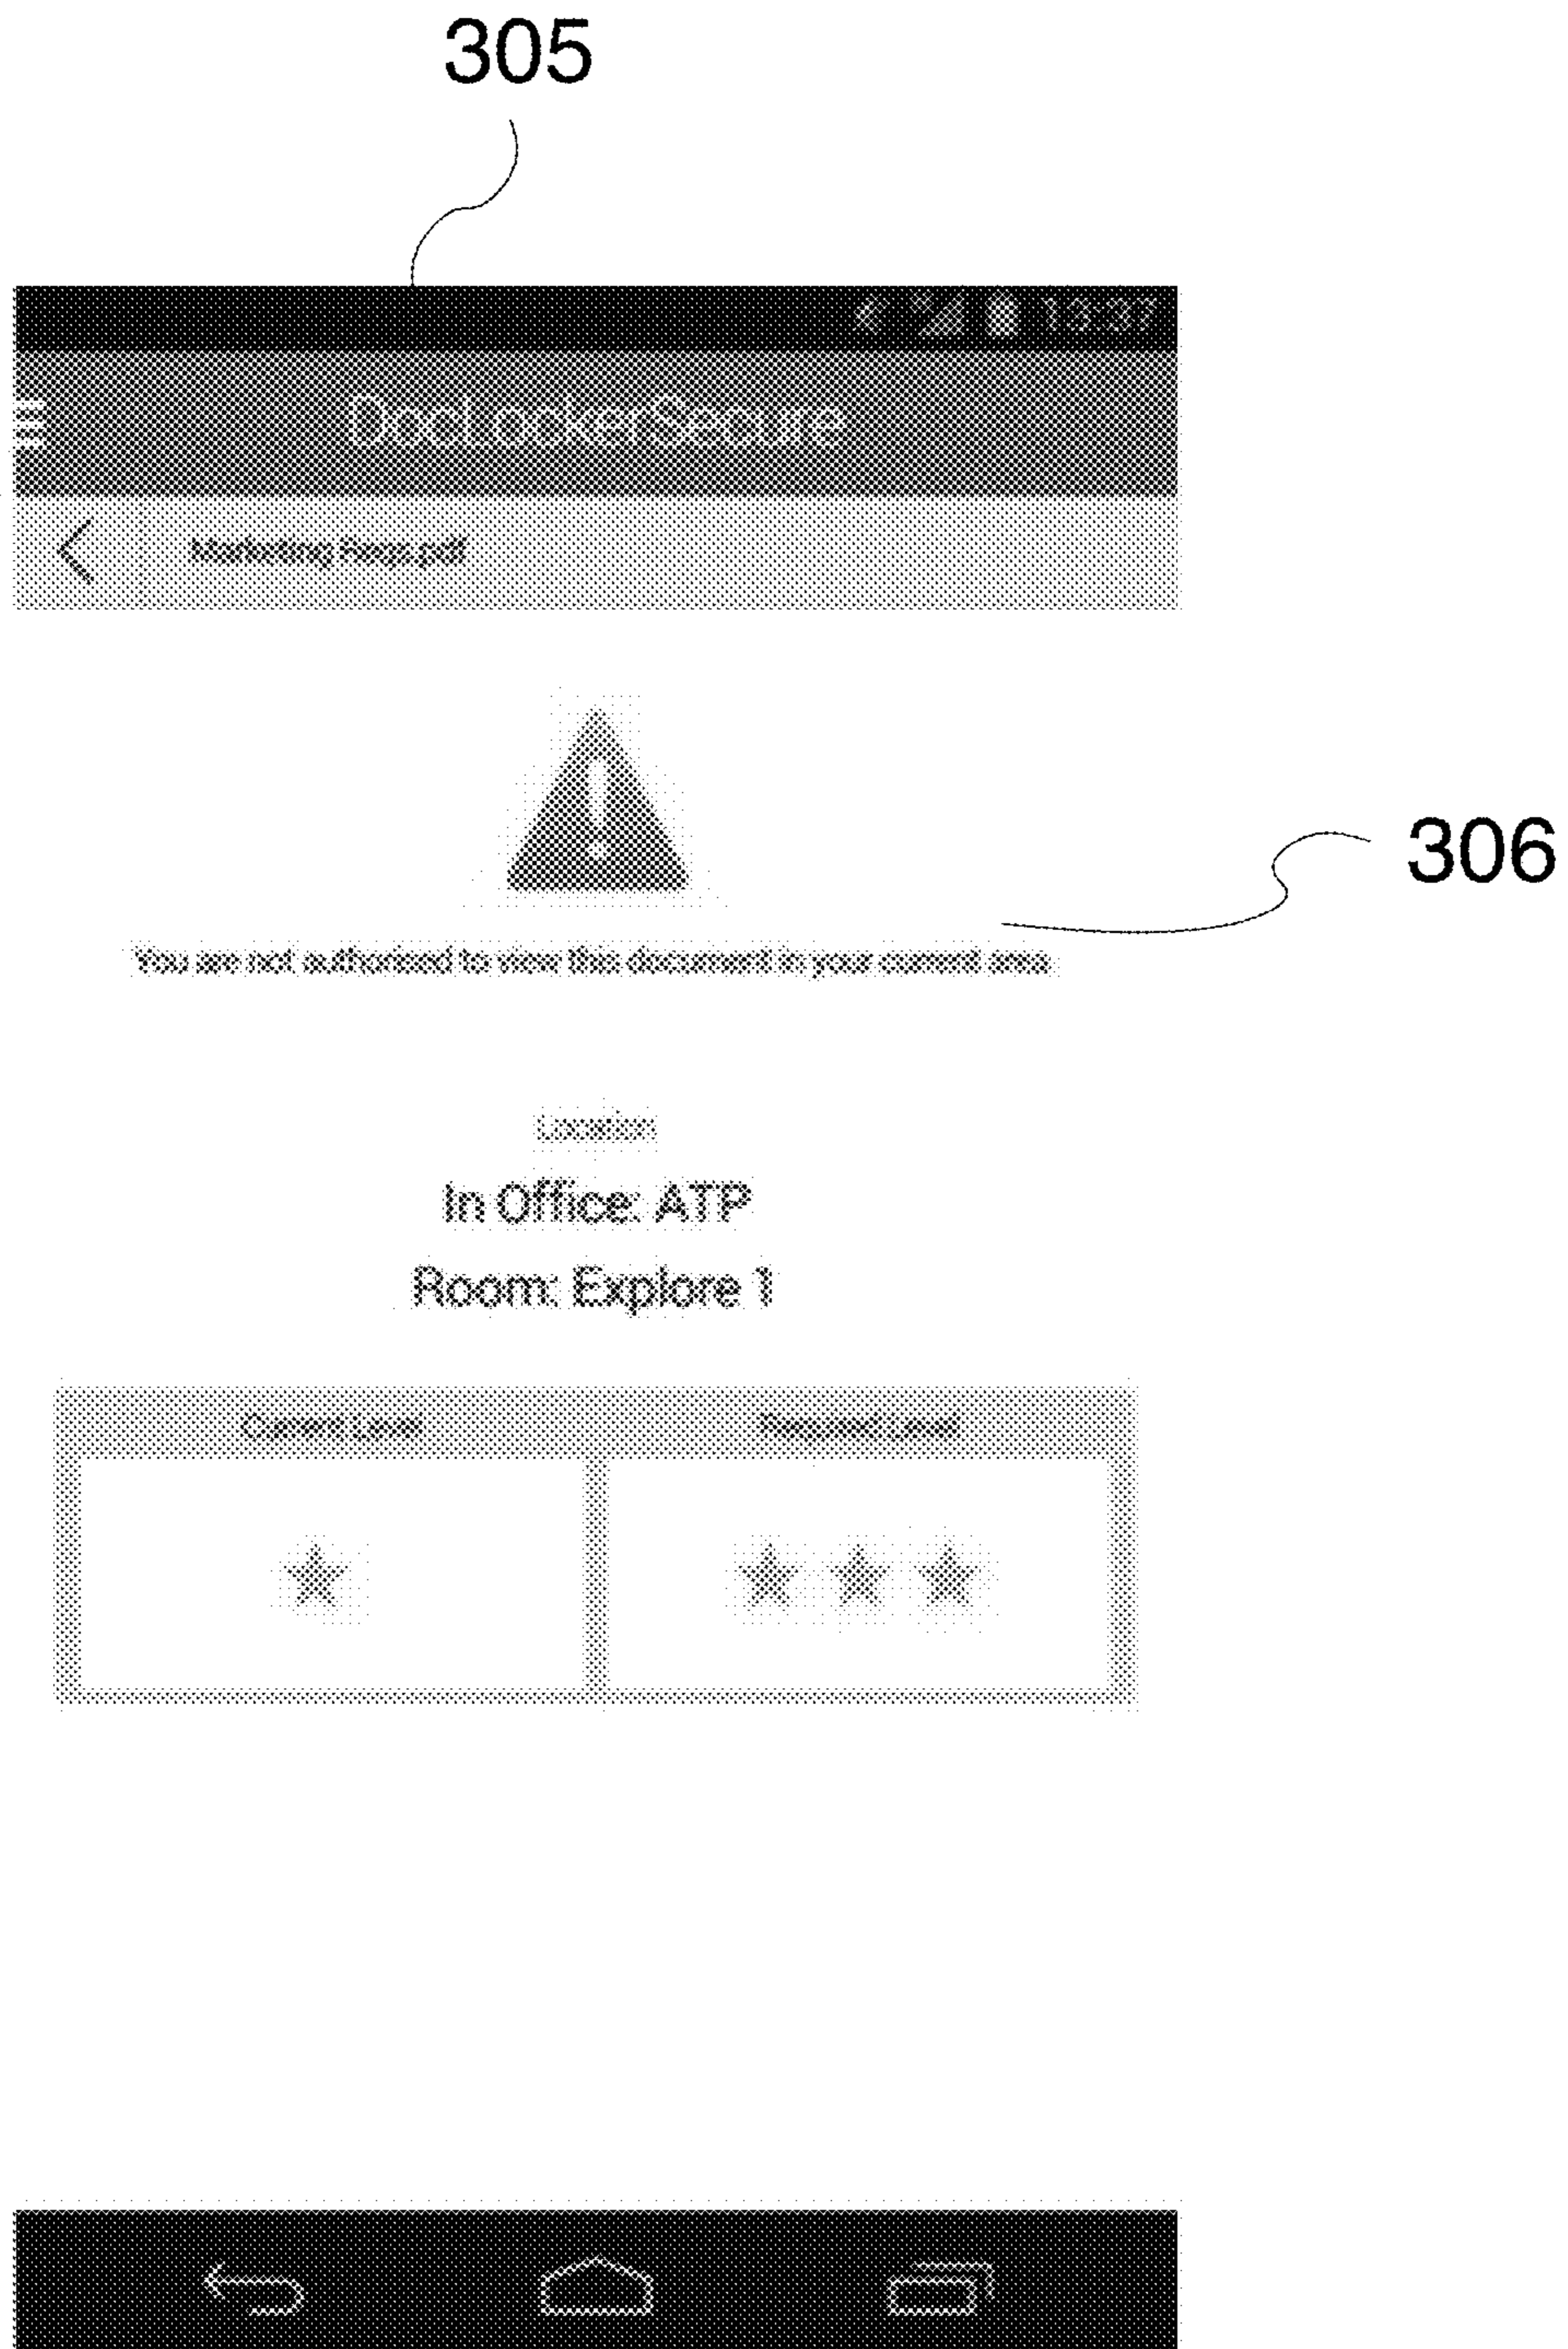 305
13:37
DocLockerSecure
Marketing Reqs.pdf
306
You are not authorized to view this document in your current area
Location
In Office: ATP
Room: Explore 1
Current Level
Required Level